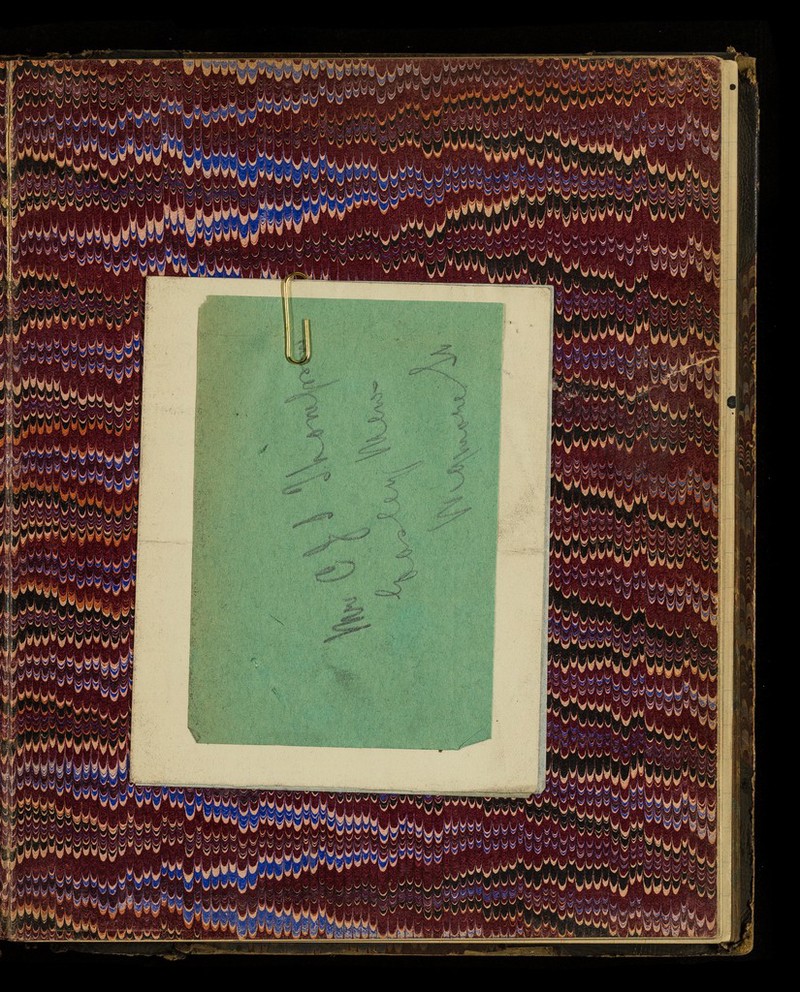 Mr C J S Thompson
Easley Mews
Wigmore St